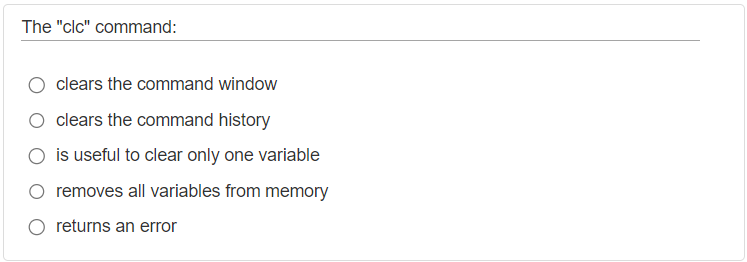 The "clc" command:
clears the command window
clears the command history
is useful to clear only one variable
removes all variables from memory
returns an error